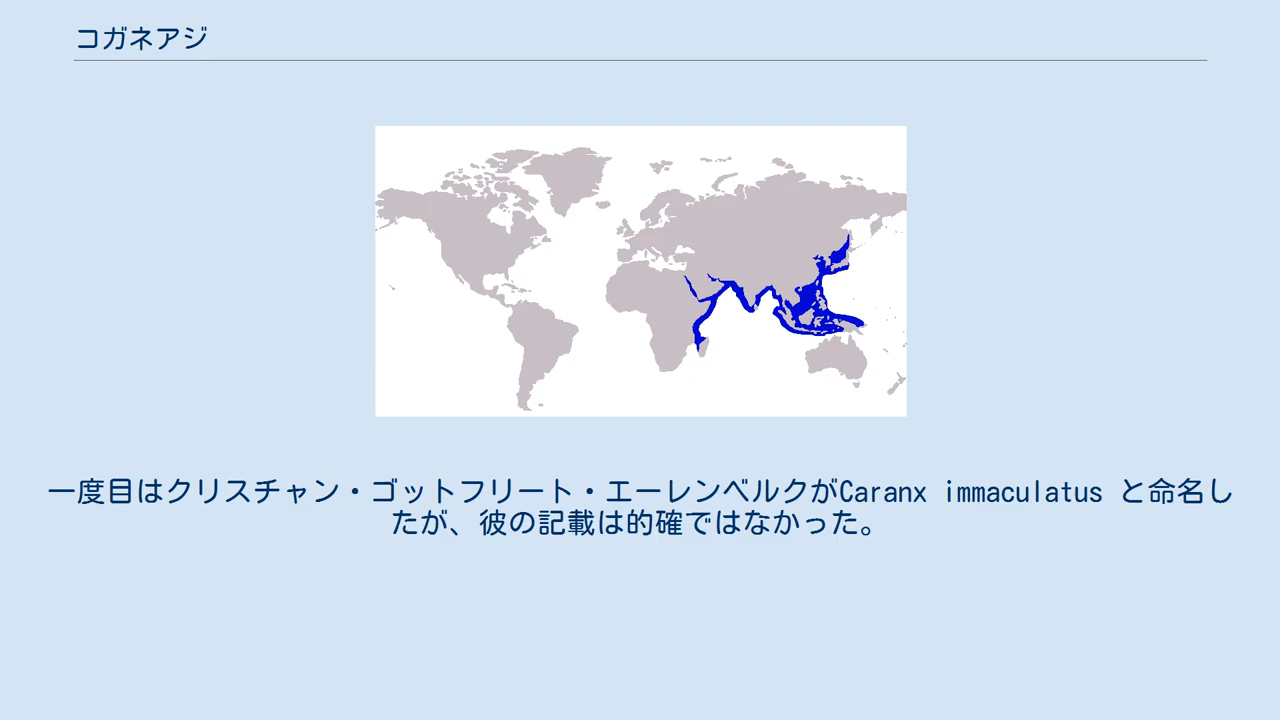 コガネアジ
一度目はクリスチャン・ゴットフリート・エーレンベルクがCaranx immaculatus と命名し
たが、彼の記載は的確ではなかった。